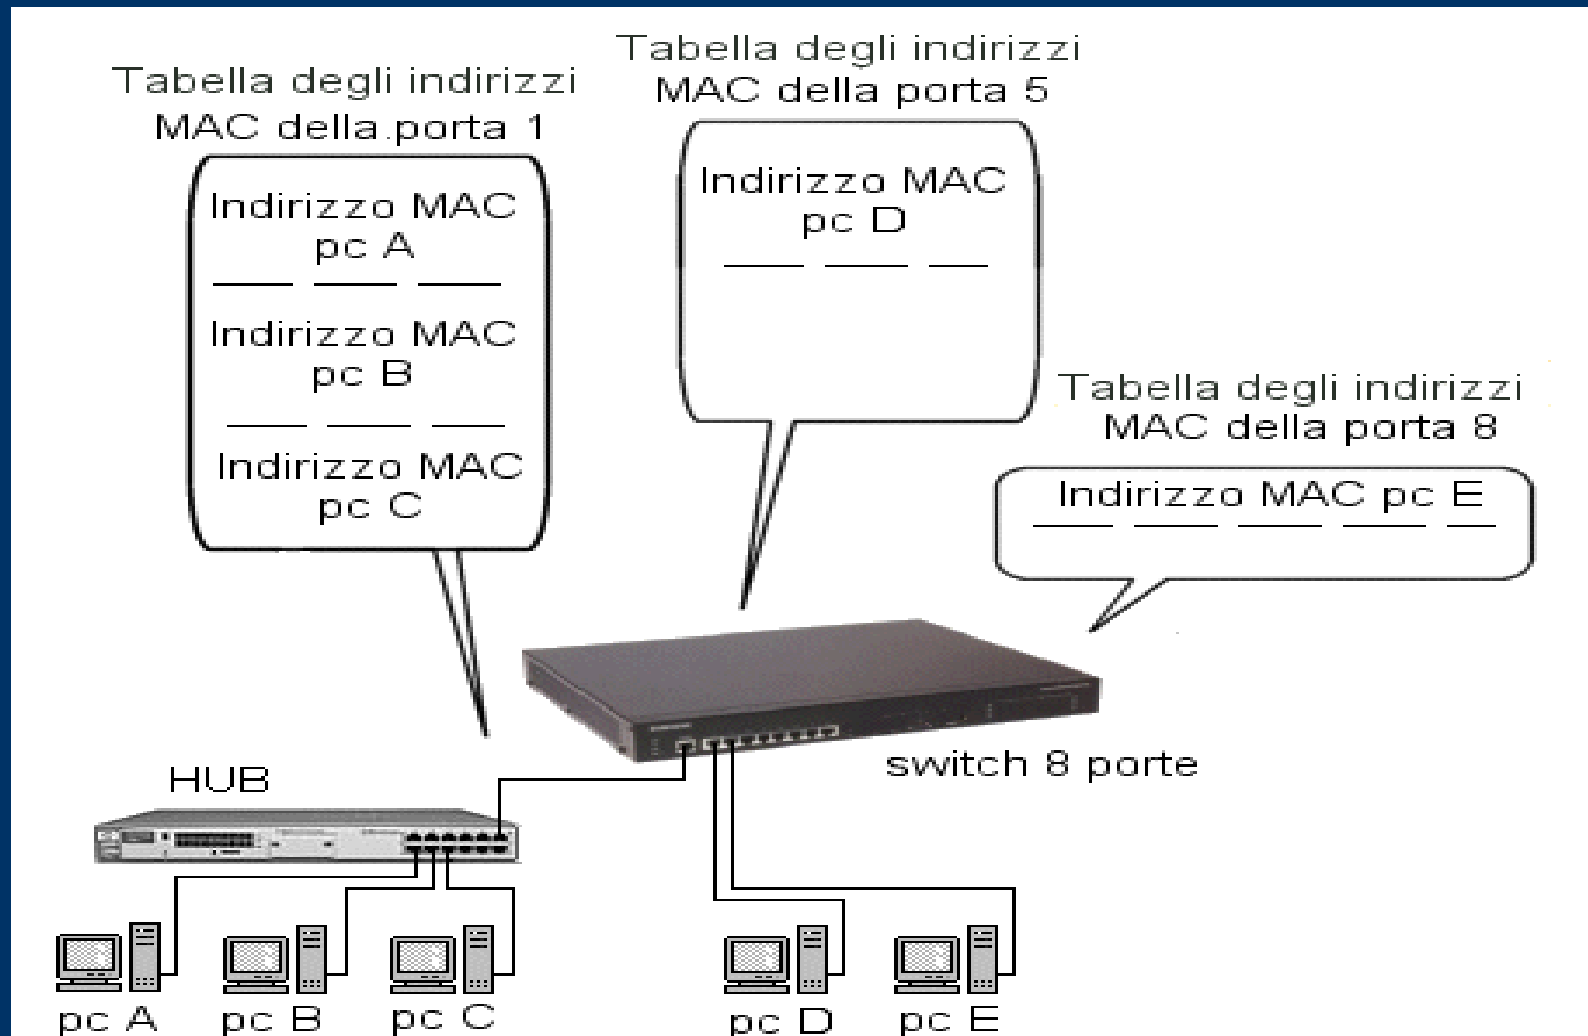 Tabella degli indirizzi
MAC della porta 1
Indirizzo MAC
pc A
Indirizzo MAC
pc B
Indirizzo MAC
pc C
Tabella degli indirizzi
MAC della porta 5
Indirizzo MAC
pc D
Tabella degli indirizzi
MAC della porta 8
Indirizzo MAC pc E
switch 8 porte
HUB
pc A
pc B
pc C
pc D
pc E